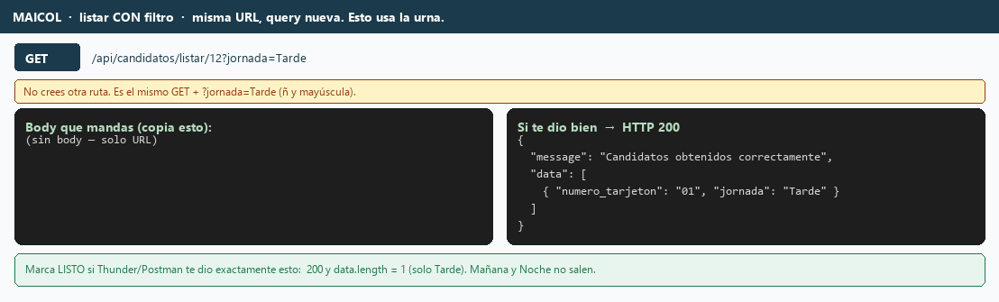 MAICOL · listar CON filtro · misma URL, query nueva. Esto usa la urna.
GET /api/candidatos/listar/12?jornada=Tarde
No crees otra ruta. Es el mismo GET + ?jornada=Tarde (ñ y mayúscula).
Body que mandas (copia esto):
(sin body — solo URL)
Si te dio bien → HTTP 200
{
"message": "Candidatos obtenidos correctamente",
"data": [
{ "numero_tarjeton": "01", "jornada": "Tarde" }
]
}
Marca LISTO si Thunder/Postman te dio exactamente esto: 200 y data.length = 1 (solo Tarde). Mañana y Noche no salen.